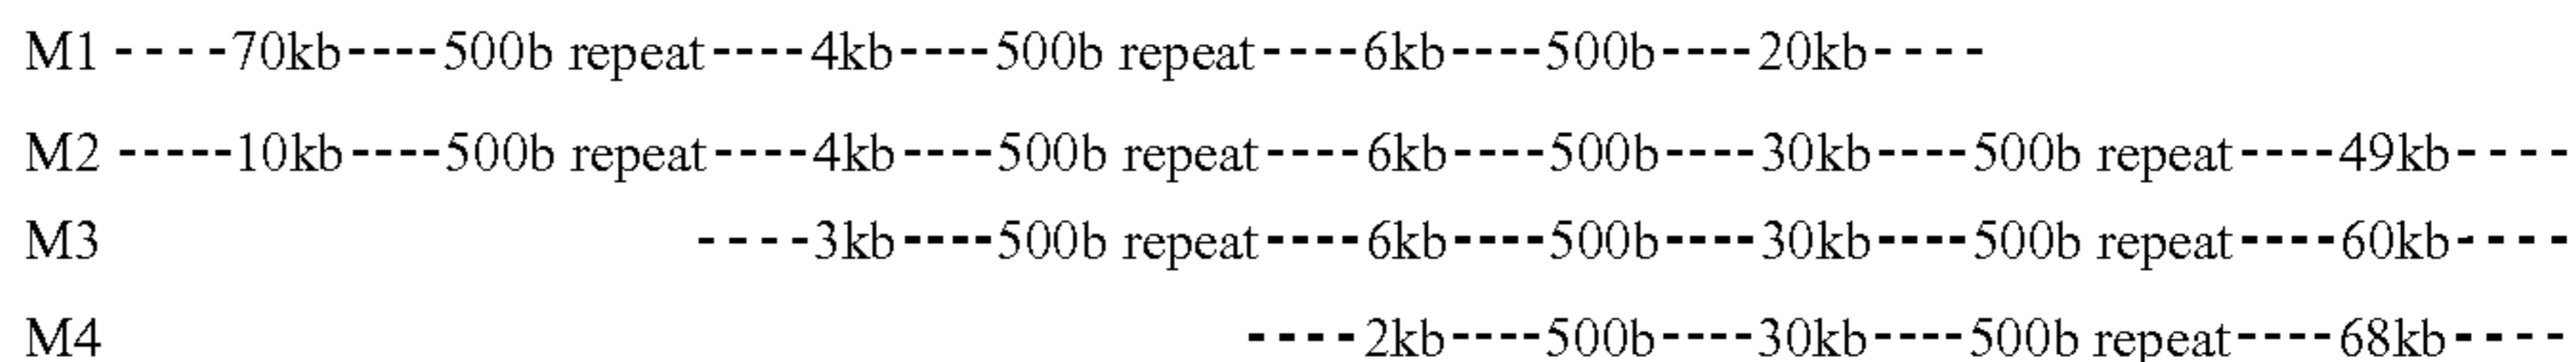 M1 ----70kb----500b repeat----4kb----500b repeat----6kb----500b----20kb----
M2 -----10kb----500b repeat----4kb----500b repeat----6kb----500b----30kb----500b repeat----49kb----
M3 ----3kb----500b repeat----6kb----500b----30kb----500b repeat----60kb----
M4 ----2kb----500b----30kb----500b repeat----68kb----